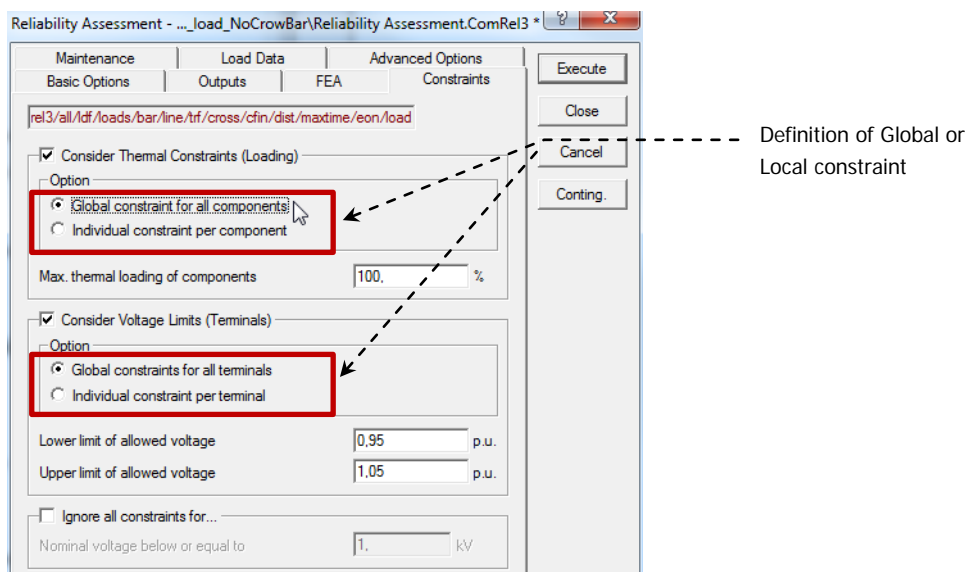 Reliability Assessment - ..._load_NoCrowBar\Reliability Assessment.ComRel3 *
Maintenance
Load Data
Advanced Options
Basic Options
Outputs
FEA
Constraints
Execute
Close
Cancel
Conting.
rel3/all/ldf/loads/bar/line/trf/cross/cfin/dist/maxtime/eon/load
Consider Thermal Constraints (Loading)
Option
Global constraint for all components
Individual constraint per component
Max. thermal loading of components 100, %
Consider Voltage Limits (Terminals)
Option
Global constraints for all terminals
Individual constraint per terminal
Lower limit of allowed voltage 0,95 p.u.
Upper limit of allowed voltage 1,05 p.u.
Ignore all constraints for...
Nominal voltage below or equal to 1, kV
Definition of Global or
Local constraint